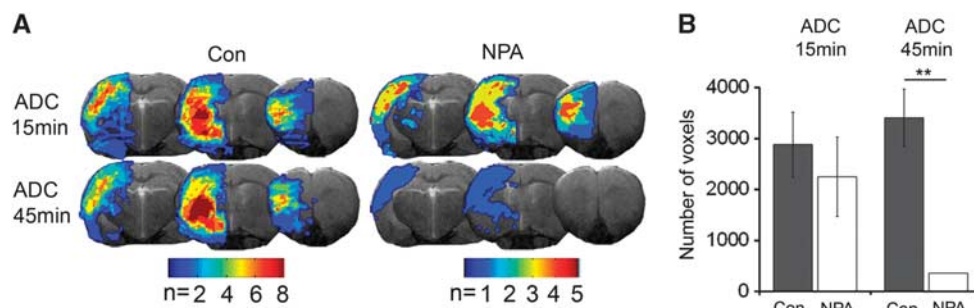 A
Con
NPA
ADC
15min
ADC
45min
n= 2 4 6 8
n= 1 2 3 4 5
B
ADC
15min
ADC
45min
**
Number of voxels
4000
3000
2000
1000
0
Con NPA Con NPA